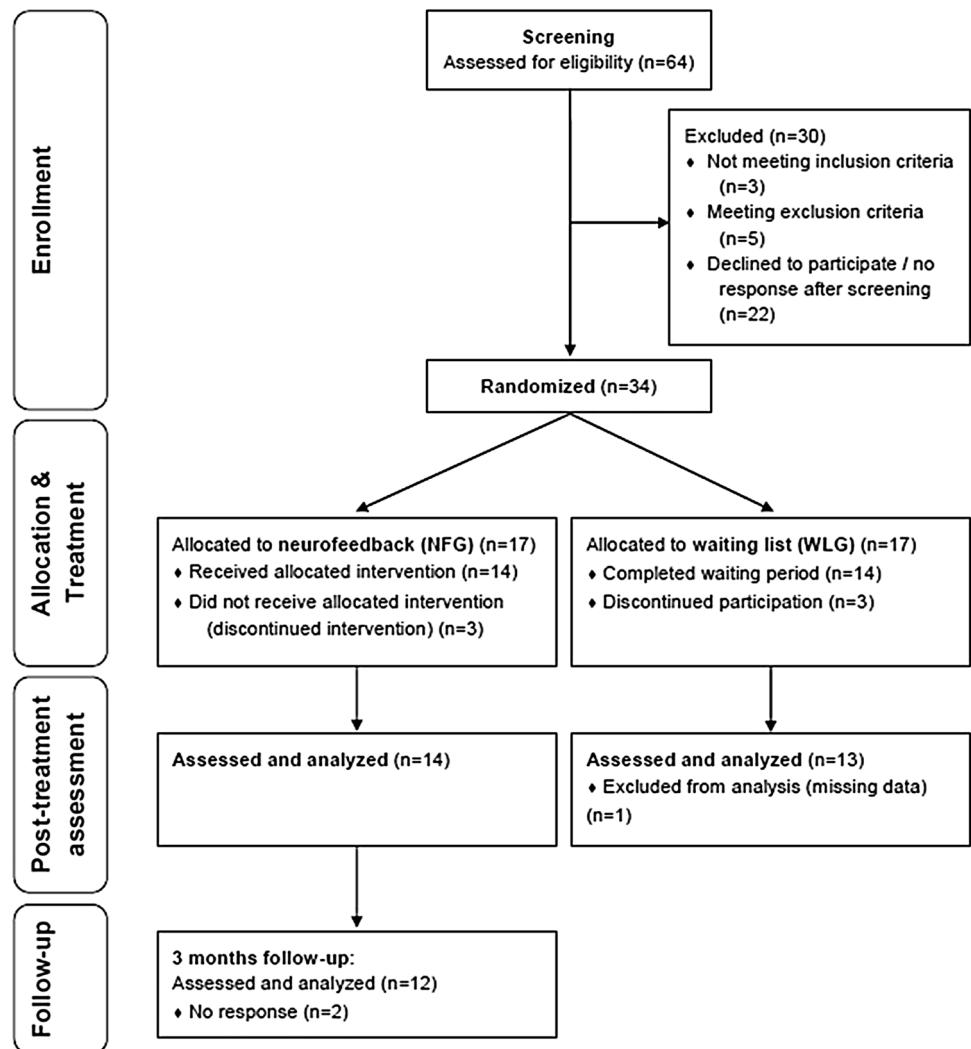 Enrollment
Screening
Assessed for eligibility (n=64)
Excluded (n=30)
♦ Not meeting inclusion criteria
(n=3)
♦ Meeting exclusion criteria
(n=5)
♦ Declined to participate / no
response after screening
(n=22)
Randomized (n=34)
Allocation &
Treatment
Allocated to neurofeedback (NFG) (n=17)
♦ Received allocated intervention (n=14)
♦ Did not receive allocated intervention
(discontinued intervention) (n=3)
Allocated to waiting list (WLG) (n=17)
♦ Completed waiting period (n=14)
♦ Discontinued participation (n=3)
Post-treatment
assessment
Assessed and analyzed (n=14)
Assessed and analyzed (n=13)
♦ Excluded from analysis (missing data)
(n=1)
Follow-up
3 months follow-up:
Assessed and analyzed (n=12)
♦ No response (n=2)